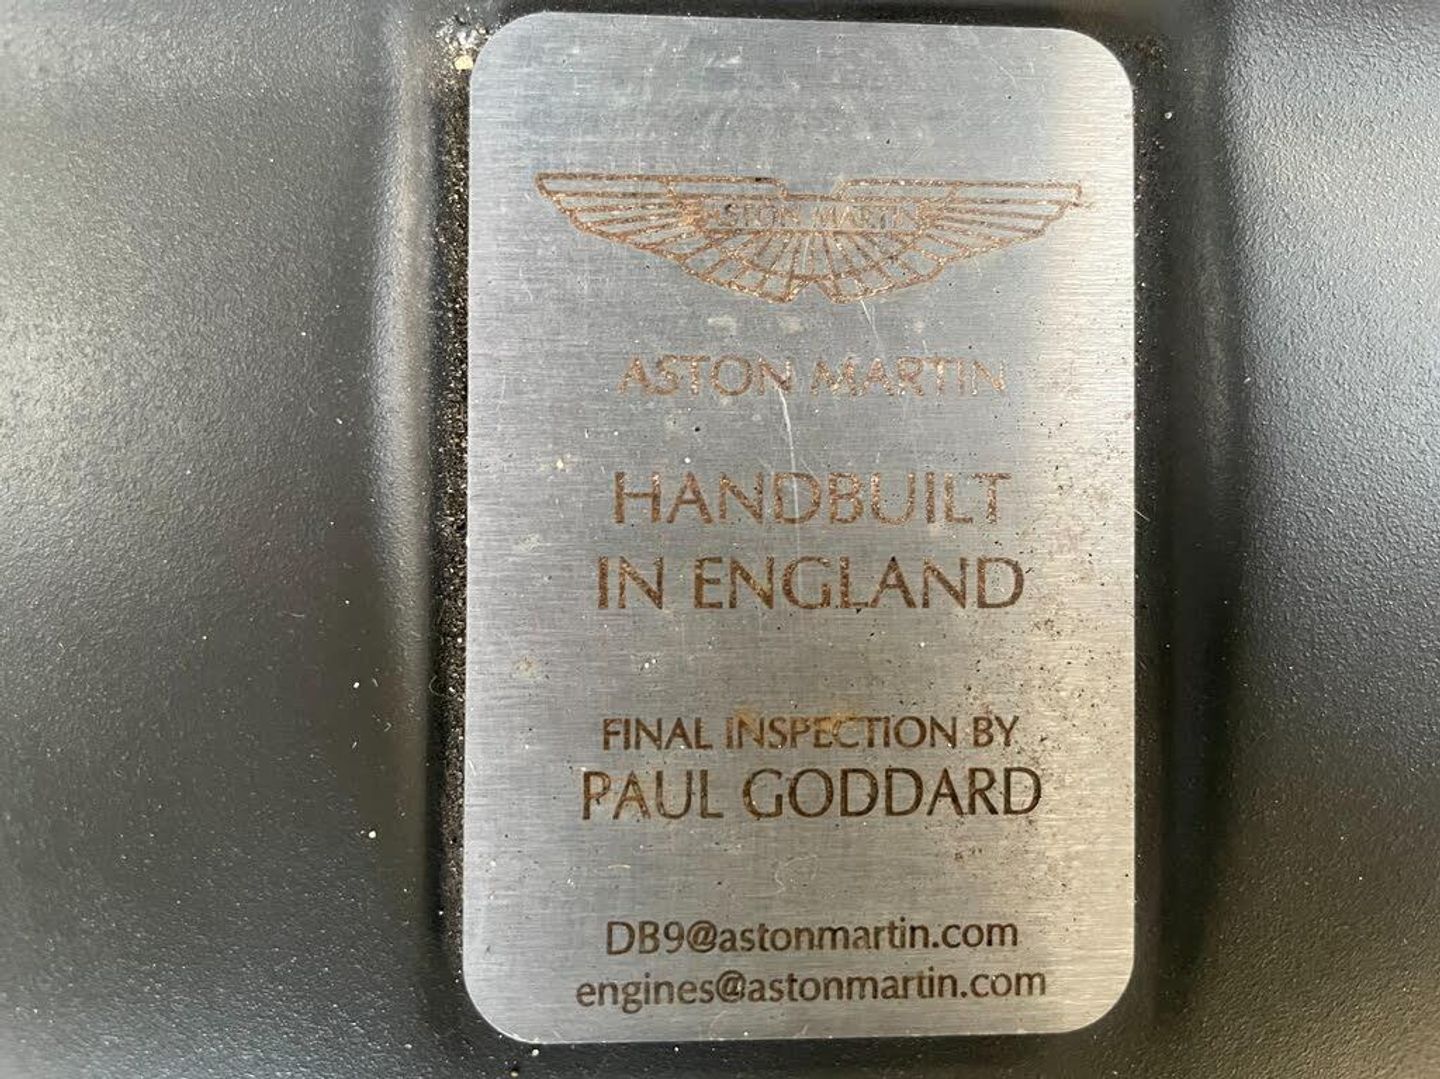 ASTON MARTIN
ASTON MARTIN
HANDBUILT
IN ENGLAND
FINAL INSPECTION BY
PAUL GODDARD
DB9@astonmartin.com
engines@astonmartin.com